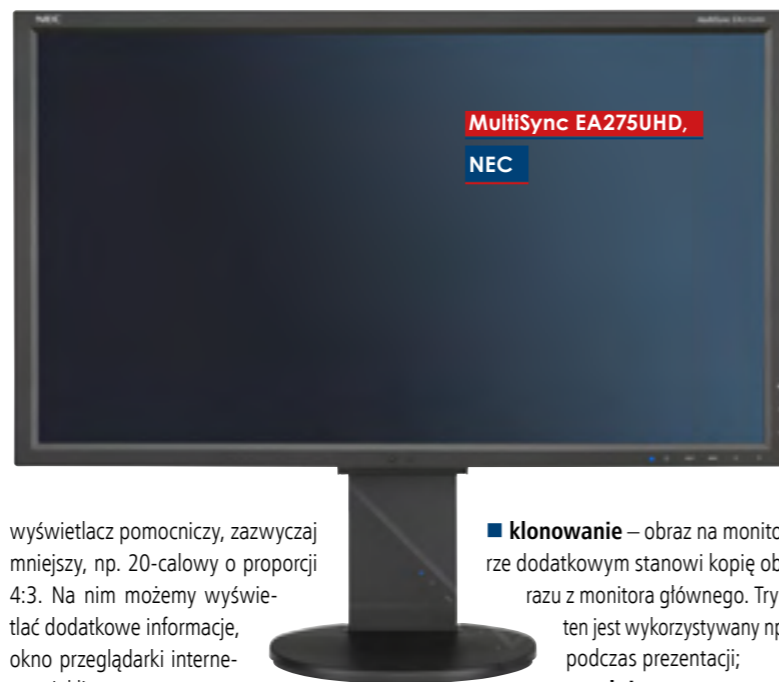 NEC
MultiSync EA275UHD,
NEC
wyświetlacz pomocniczy, zazwyczaj
mniejszy, np. 20-calowy o proporcji
4:3. Na nim możemy wyświe-
tlać dodatkowe informacje,
okno przeglądarki interne-
■ klonowanie – obraz na monito
rze dodatkowym stanowi kopię ob
razu z monitora głównego. Try
ten jest wykorzystywany np
podczas prezentacji;